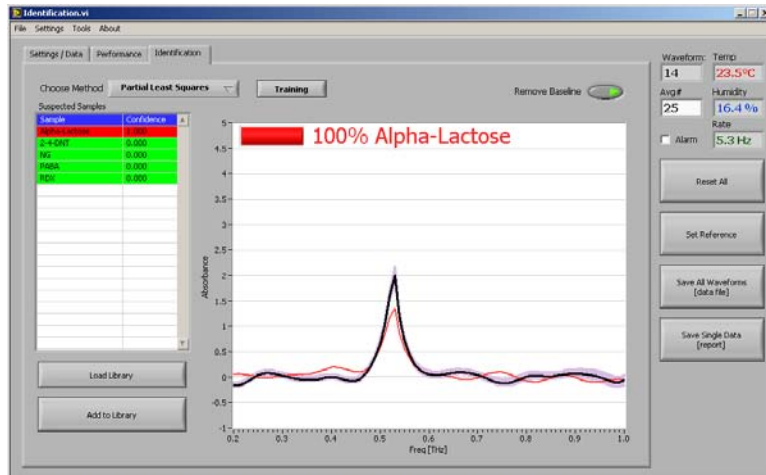 Identification.vi
File Settings Tools About
Settings / Data Performance Identification
Choose Method Partial Least Squares Training Remove Baseline
Suspected Samples
Sample Confidence
Alpha-Lactose 1.000
2-4-DNT 0.000
NG 0.000
PABA 0.000
RDX 0.000
Load Library
Add to Library
100% Alpha-Lactose
Absorbance
5
4.5
4
3.5
3
2.5
2
1.5
1
0.5
0
-0.5
-1
0.2 0.3 0.4 0.5 0.6 0.7 0.8 0.9 1.0
Freq [THz]
Waveform: Temp
14 23.5ºC
Avg# Humidity
25 16.4 %
Rate
Alarm 5.3 Hz
Reset All
Set Reference
Save All Waveforms
[data file]
Save Single Data
[report]